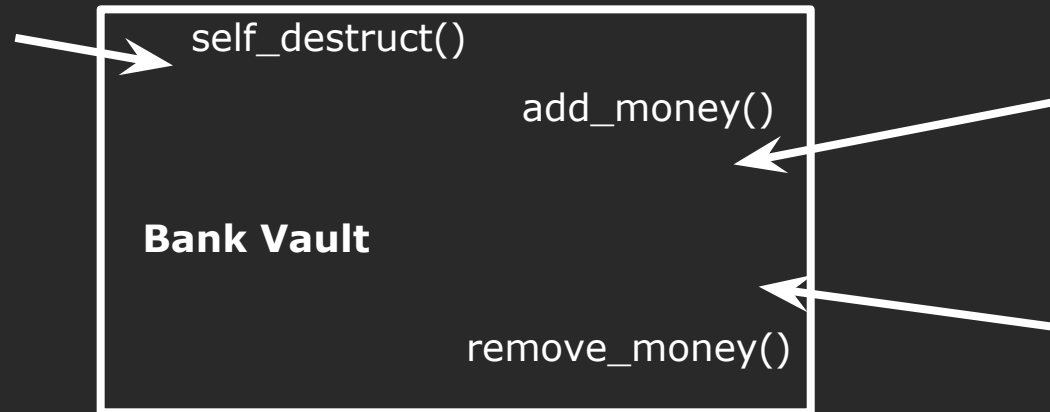 self_destruct()
add_money()
Bank Vault
remove_money()